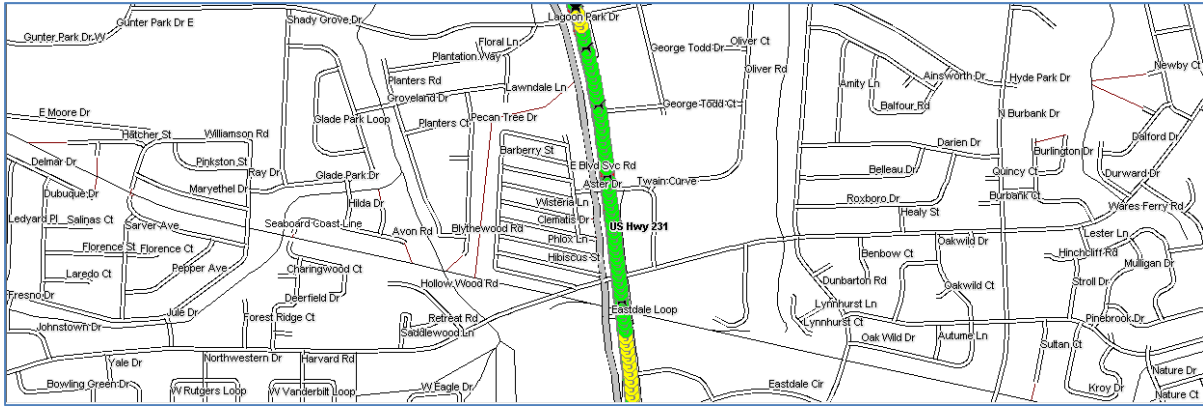 Gunter Park Dr E
Shady Grove Dr
Lagoon Park Dr
Gunter Park Dr W
Floral Ln
Oliver Ct
George Todd Dr
Plantation Way
Newby Ct
Oliver Rd
Planters Rd
Amity Ln
Ainsworth Dr
Hyde Park Dr
Lawndale Ln
Groveland Dr
George Todd Ct
Balfour Rd
E Moore Dr
Glade Park Loop
Planters Ct
Pecan Tree Dr
N Burbank Dr
Hatcher St
Williamson Rd
Dalford Dr
Darien Dr
Barberry St
Burlington Dr
Delmar Dr
Pinkston St
E Blvd Svc Rd
Belleau Dr
Quincy Ct
Durward Dr
Ray Dr
Glade Park Dr
Aster Dr
Twain Curve
Dubuque Dr
Maryethel Dr
Burbank Ct
Hilda Dr
Wisteria Ln
Roxboro Dr
Wares Ferry Rd
Ledyard Pl
Salinas Ct
Sarver Ave
Seaboard Coast Line
Clematis Dr
Healy St
Blythewood Rd
US Hwy 231
Avon Rd
Phlox Ln
Oakwild Dr
Lester Ln
Florence St
Florence Ct
Benbow Ct
Hinchcliff Rd
Hibiscus St
Mulligan Dr
Laredo Ct
Pepper Ave
Charingwood Ct
Dunbarton Rd
Hollow Wood Rd
Oakwild Ct
Stroll Dr
Fresno Dr
Deerfield Dr
Lynnhurst Ln
Jule Dr
Eastdale Loop
Forest Ridge Ct
Retreat Rd
Lynnhurst Ct
Pinebrook Dr
Johnstown Dr
Saddlewood Ln
Oak Wild Dr
Autume Ln
Sultan Ct
Yale Dr
Northwestern Dr
Harvard Rd
Nature Dr
Bowling Green Dr
W Rutgers Loop
W Vanderbilt Loop
W Eagle Dr
Eastdale Cir
Kroy Dr
Nature Ct